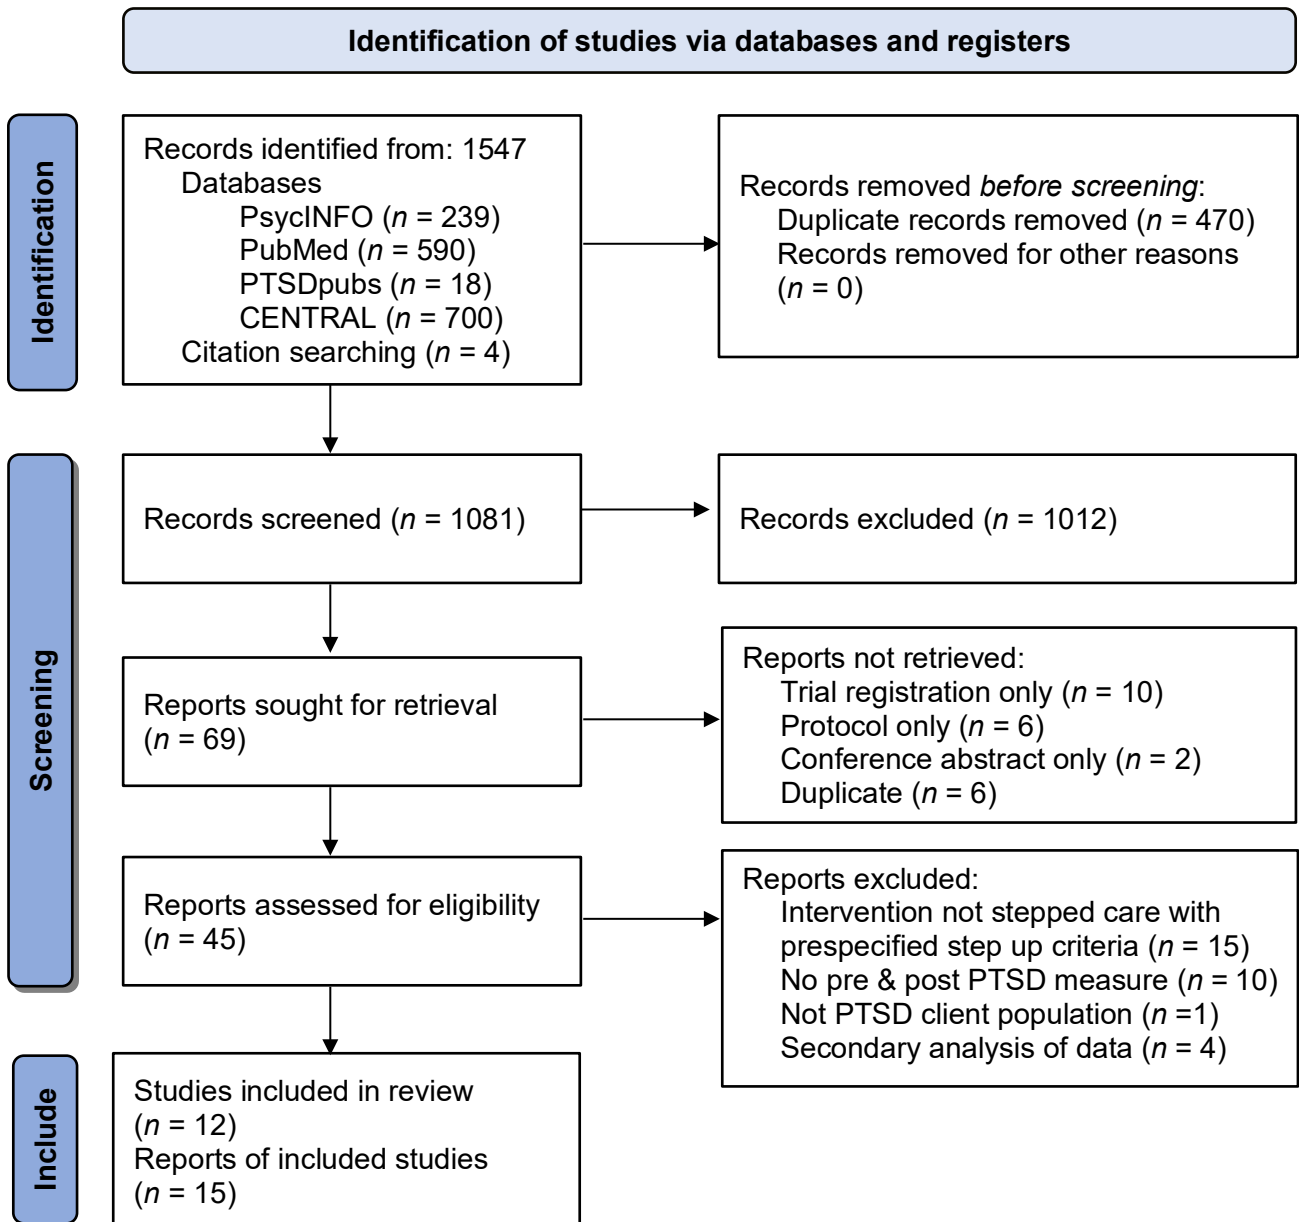 Identification of studies via databases and registers
Identification
Records identified from: 1547
Databases
PsycINFO (n = 239)
PubMed (n = 590)
PTSDpubs (n = 18)
CENTRAL (n = 700)
Citation searching (n = 4)
Records removed before screening:
Duplicate records removed (n = 470)
Records removed for other reasons
(n = 0)
Screening
Records screened (n = 1081)
Records excluded (n = 1012)
Reports sought for retrieval
(n = 69)
Reports not retrieved:
Trial registration only (n = 10)
Protocol only (n = 6)
Conference abstract only (n = 2)
Duplicate (n = 6)
Reports assessed for eligibility
(n = 45)
Reports excluded:
Intervention not stepped care with
prespecified step up criteria (n = 15)
No pre & post PTSD measure (n = 10)
Not PTSD client population (n =1)
Secondary analysis of data (n = 4)
Include
Studies included in review
(n = 12)
Reports of included studies
(n = 15)